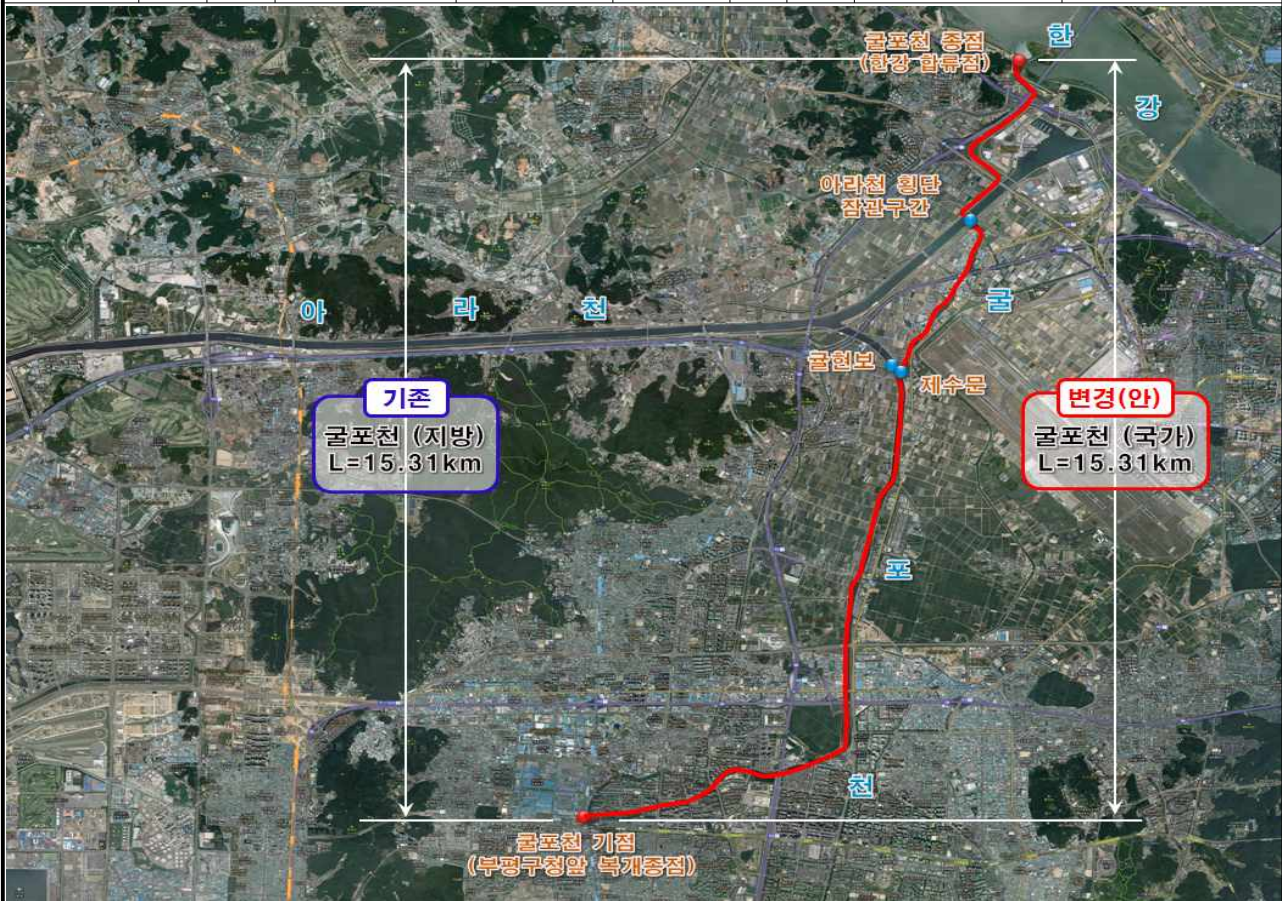 굴포천 종점
(한강 합류점)
한
강
아라천 횡단
잠관구간
아
라
천
굴
귤현보
제수문
기존
굴포천 (지방)
L=15.31km
변경(안)
굴포천 (국가)
L=15.31km
포
천
굴포천 기점
(부평구청앞 복개종점)